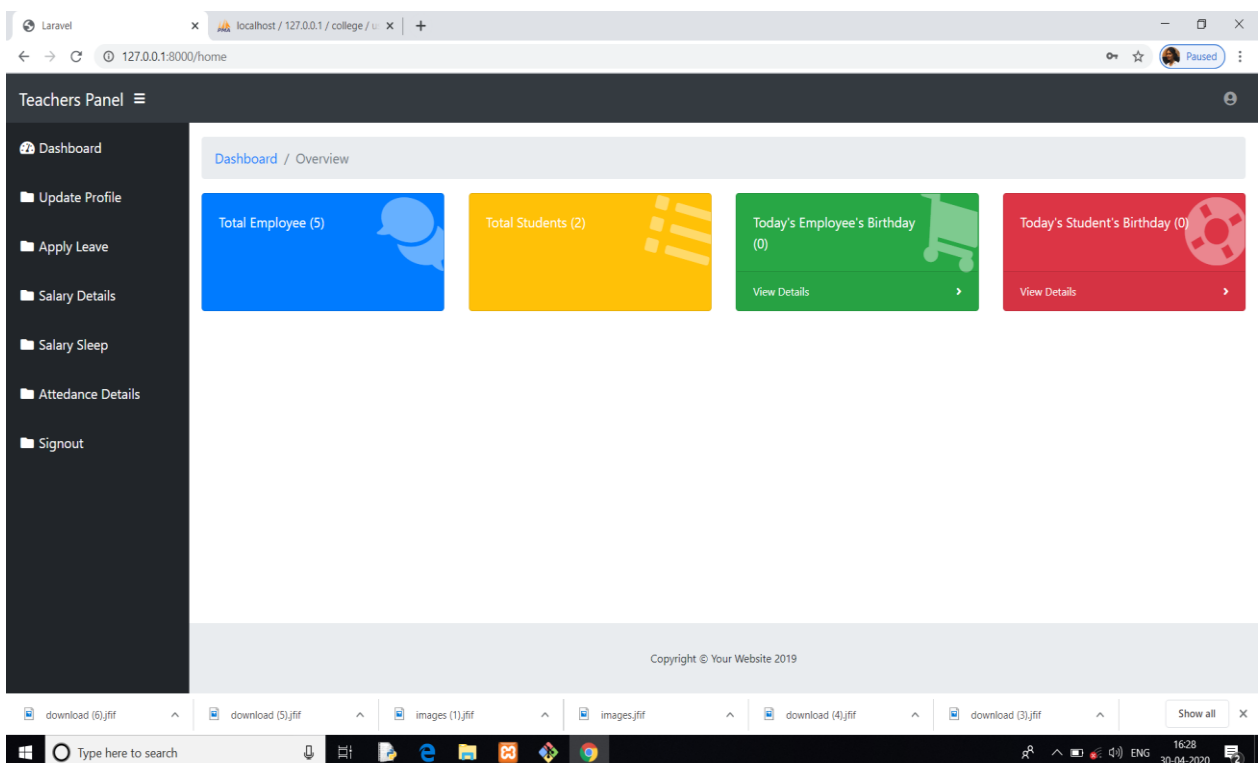 Laravel
localhost / 127.0.0.1 / college / u
127.0.0.1:8000/home
Paused
Teachers Panel
Dashboard
Update Profile
Apply Leave
Salary Details
Salary Sleep
Attedance Details
Signout
Dashboard / Overview
Total Employee (5)
Total Students (2)
Today's Employee's Birthday
(0)
View Details
Today's Student's Birthday (0)
View Details
Copyright © Your Website 2019
download (6).jfif
download (5).jfif
images (1).jfif
images.jfif
download (4).jfif
download (3).jfif
Show all
Type here to search
ENG
16:28
30-04-2020
2